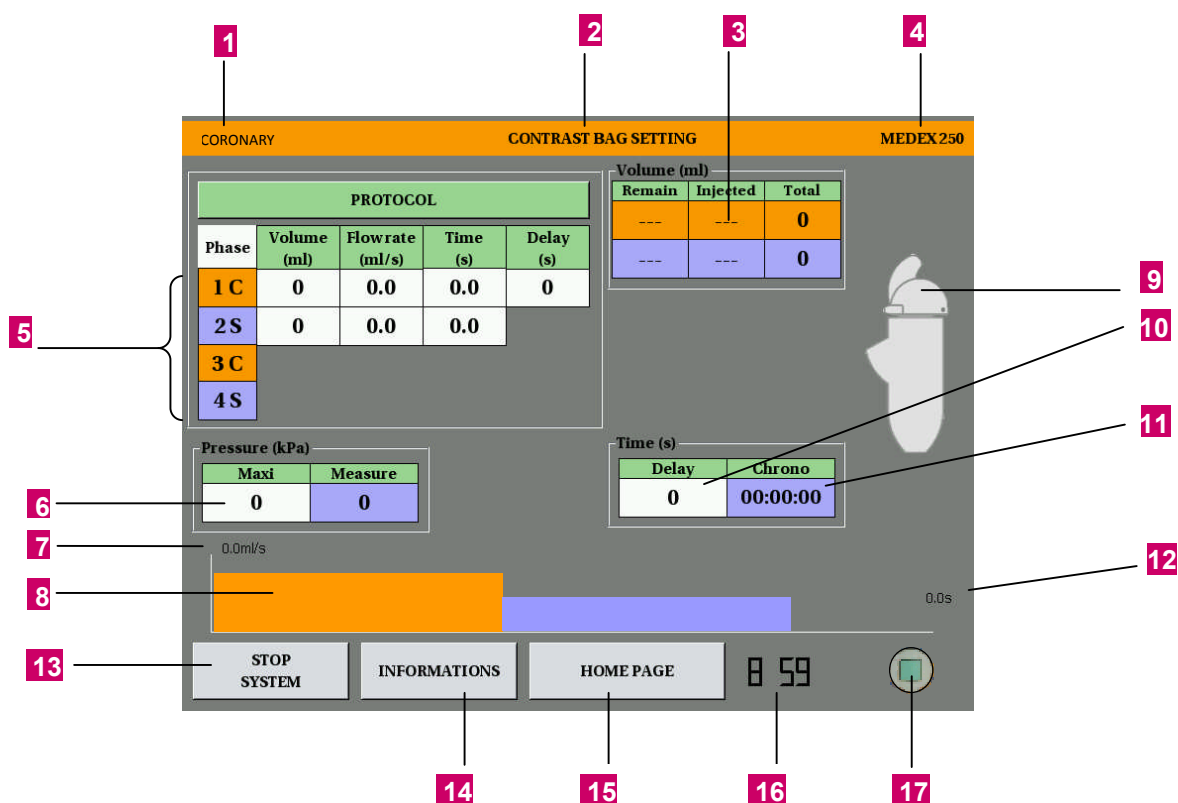 1 2 3 4
CORONARY CONTRAST BAG SETTING MEDEX 250
PROTOCOL
Phase Volume (ml) Flow rate (ml/s) Time (s) Delay (s)
1 C 0 0.0 0.0 0
2 S 0 0.0 0.0
3 C
4 S
5
Volume (ml)
Remain Injected Total
--- --- 0
--- --- 0
9
10
11
Pressure (kPa)
Maxi Measure
0 0
6
Time (s)
Delay Chrono
0 00:00:00
7
0.0ml/s
8
12
0.0s
13
STOP
SYSTEM
INFORMATIONS
HOME PAGE
8 59
14 15 16 17